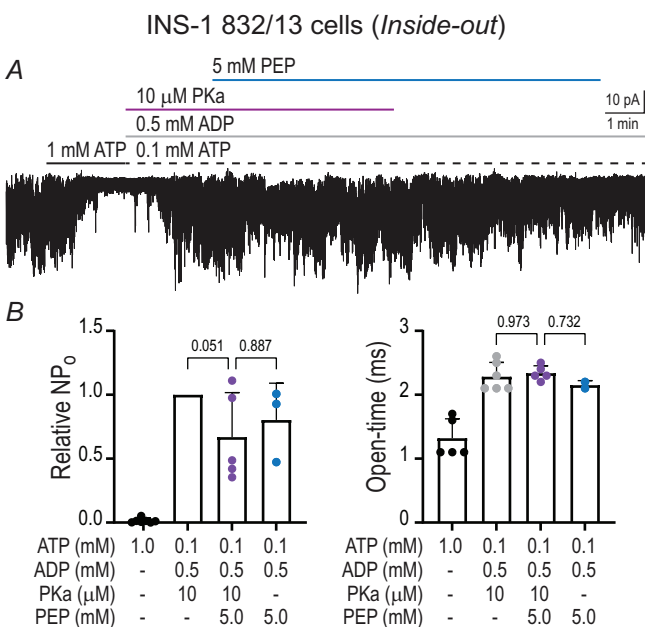 INS-1 832/13 cells (Inside-out)
A
5 mM PEP
10 μM PKa
10 pA
0.5 mM ADP
1 min
1 mM ATP 0.1 mM ATP
B
Relative NP0
1.5
1.0
0.5
0.0
0.051 0.887
ATP (mM) 1.0 0.1 0.1 0.1
ADP (mM) - 0.5 0.5 0.5
PKa (μM) - 10 10 -
PEP (mM) - - 5.0 5.0
Open-time (ms)
3
2
1
0
0.973 0.732
ATP (mM) 1.0 0.1 0.1 0.1
ADP (mM) - 0.5 0.5 0.5
PKa (μM) - 10 10 -
PEP (mM) - - 5.0 5.0